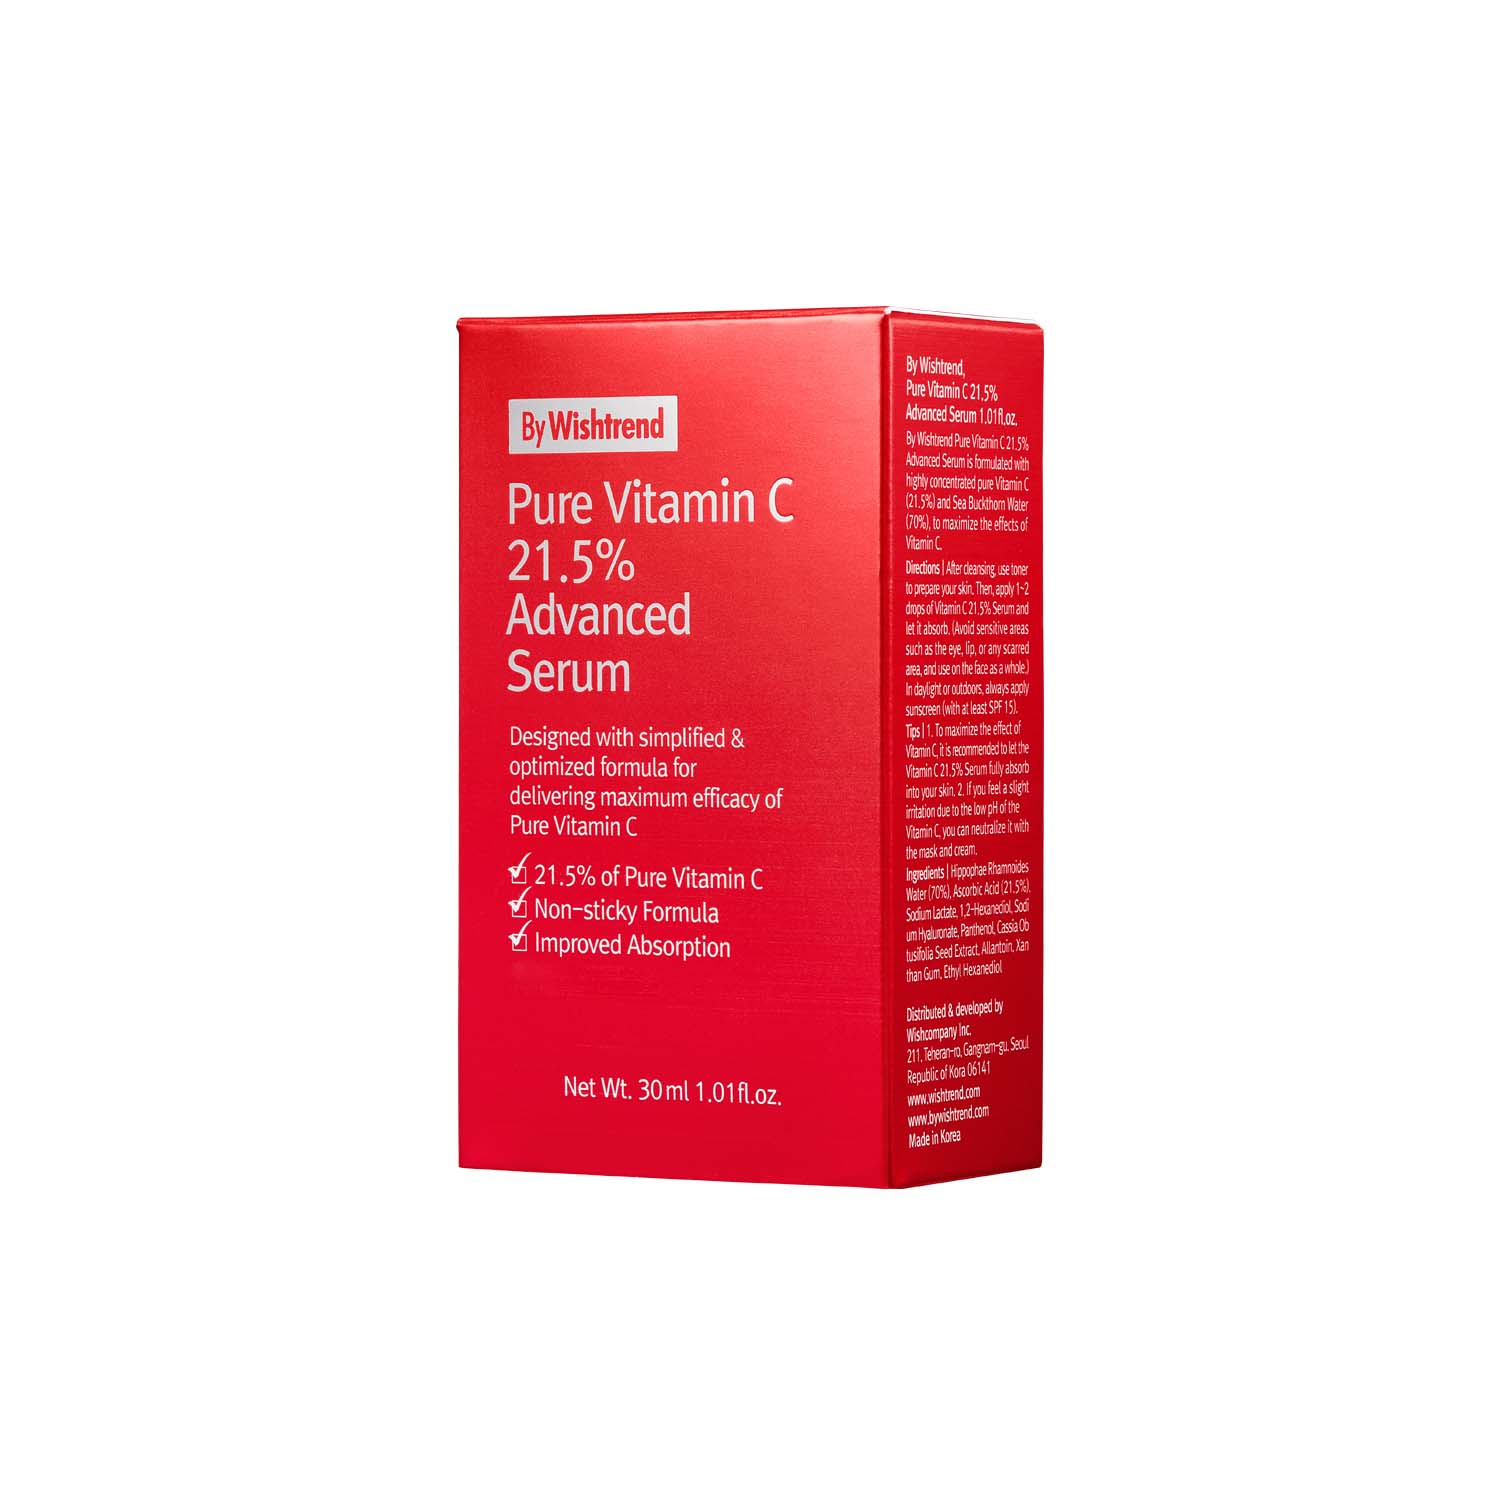 By Wishtrend
Pure Vitamin C
21.5%
Advanced
Serum
Designed with simplified &
optimized formula for
delivering maximum efficacy of
Pure Vitamin C
21.5% of Pure Vitamin C
Non-sticky Formula
Improved Absorption
Net Wt. 30ml 1.01fl.oz.
By Wishtrend,
Pure Vitamin C 21.5%
Advanced Serum 1.01fl.oz.
By Wishtrend Pure Vitamin C 21.5%
Advanced Serum is formulated with
highly concentrated pure Vitamin C
(21.5%) and Sea Buckthorn Water
(70%), to maximize the effects of
Vitamin C.
Directions | After cleansing, use toner
to prepare your skin. Then, apply 1~2
drops of Vitamin C 21.5% Serum and
let it absorb. (Avoid sensitive areas
such as the eye, lip, or any scarred
area, and use on the face as a whole.)
In daylight or outdoors, always apply
sunscreen (with at least SPF 15).
Tips | 1. To maximize the effect of
Vitamin C, it is recommended to let the
Vitamin C 21.5% Serum fully absorb
into your skin. 2. If you feel a slight
irritation due to the low pH of the
Vitamin C, you can neutralize it with
the mask and cream.
Ingredients | Hippophae Rhamnoides
Water (70%), Ascorbic Acid (21.5%),
Sodium Lactate, 1,2-Hexanediol, Sodi
um Hyaluronate, Panthenol, Cassia Ob
tusifolia Seed Extract, Allantoin, Xan
than Gum, Ethyl Hexanediol
Distributed & developed by
Wishcompany Inc.
211, Teheran-ro, Gangnam-gu, Seoul
Republic of Kora 06141
www.wishtrend.com
www.bywishtrend.com
Made in Korea